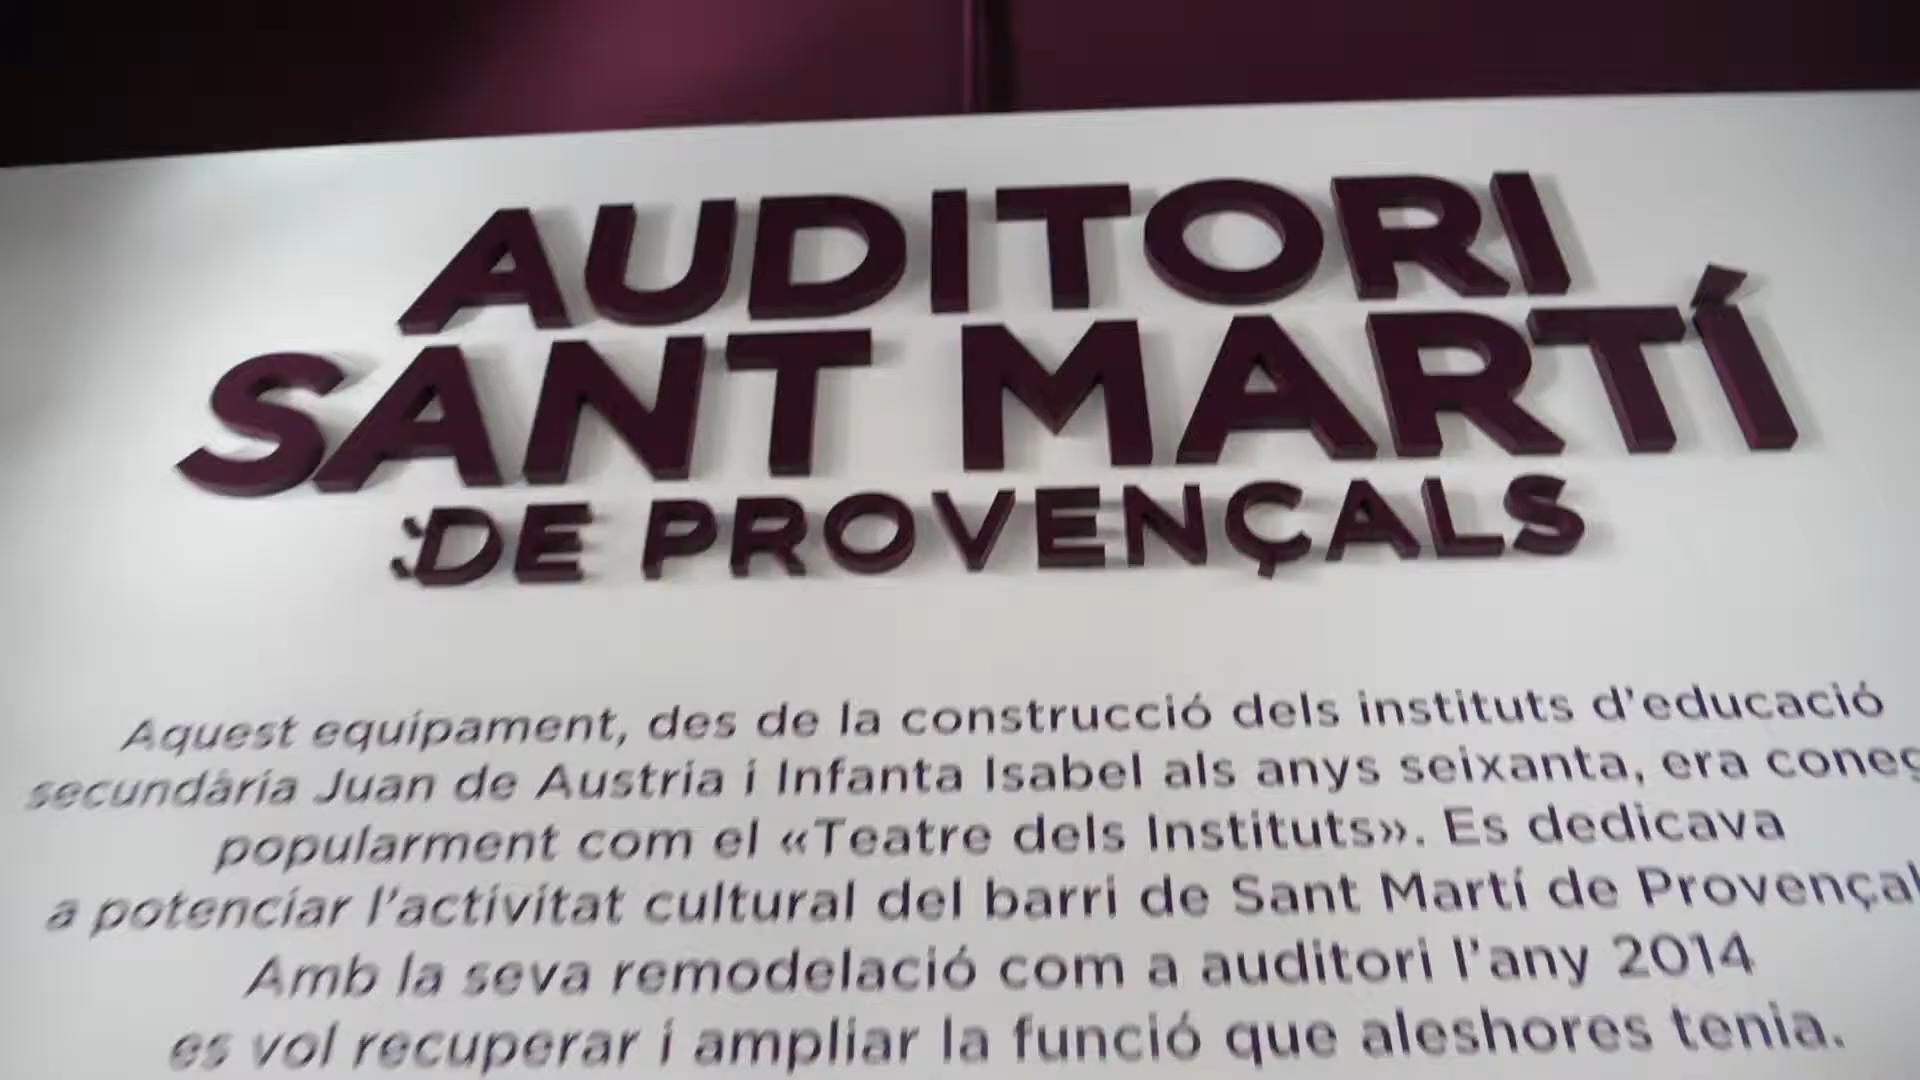 AUDITORI
SANT MARTÍ
DE PROVENÇALS
Aquest equipament, des de la construcció dels instituts d'educació
secundària Juan de Austria i Infanta Isabel als anys seixanta, era coneg
popularment com el «Teatre dels Instituts». Es dedicava
a potenciar l'activitat cultural del barri de Sant Martí de Provençal
Amb la seva remodelació com a auditori l'any 2014
es vol recuperar i ampliar la funció que aleshores tenia.